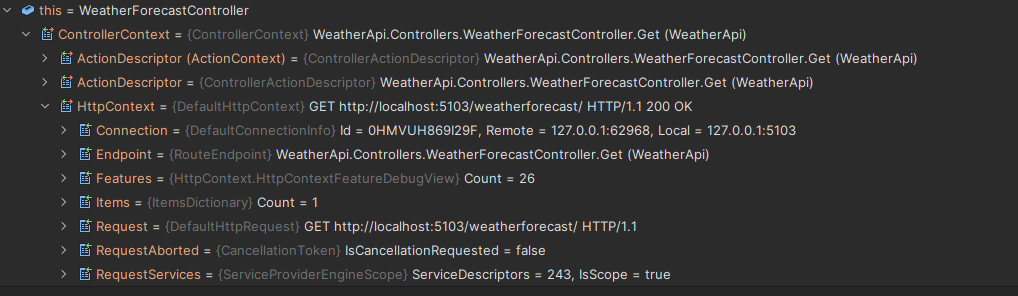 this = WeatherForecastController
ControllerContext = {ControllerContext} WeatherApi.Controllers.WeatherForecastController.Get (WeatherApi)
ActionDescriptor (ActionContext) = {ControllerActionDescriptor} WeatherApi.Controllers.WeatherForecastController.Get (WeatherApi)
ActionDescriptor = {ControllerActionDescriptor} WeatherApi.Controllers.WeatherForecastController.Get (WeatherApi)
HttpContext = {DefaultHttpContext} GET http://localhost:5103/weatherforecast/ HTTP/1.1 200 OK
Connection = {DefaultConnectionInfo} Id = 0HMVUH869I29F, Remote = 127.0.0.1:62968, Local = 127.0.0.1:5103
Endpoint = {RouteEndpoint} WeatherApi.Controllers.WeatherForecastController.Get (WeatherApi)
Features = {HttpContext.HttpContextFeatureDebugView} Count = 26
Items = {ItemsDictionary} Count = 1
Request = {DefaultHttpRequest} GET http://localhost:5103/weatherforecast/ HTTP/1.1
RequestAborted = {CancellationToken} IsCancellationRequested = false
RequestServices = {ServiceProviderEngineScope} ServiceDescriptors = 243, IsScope = true